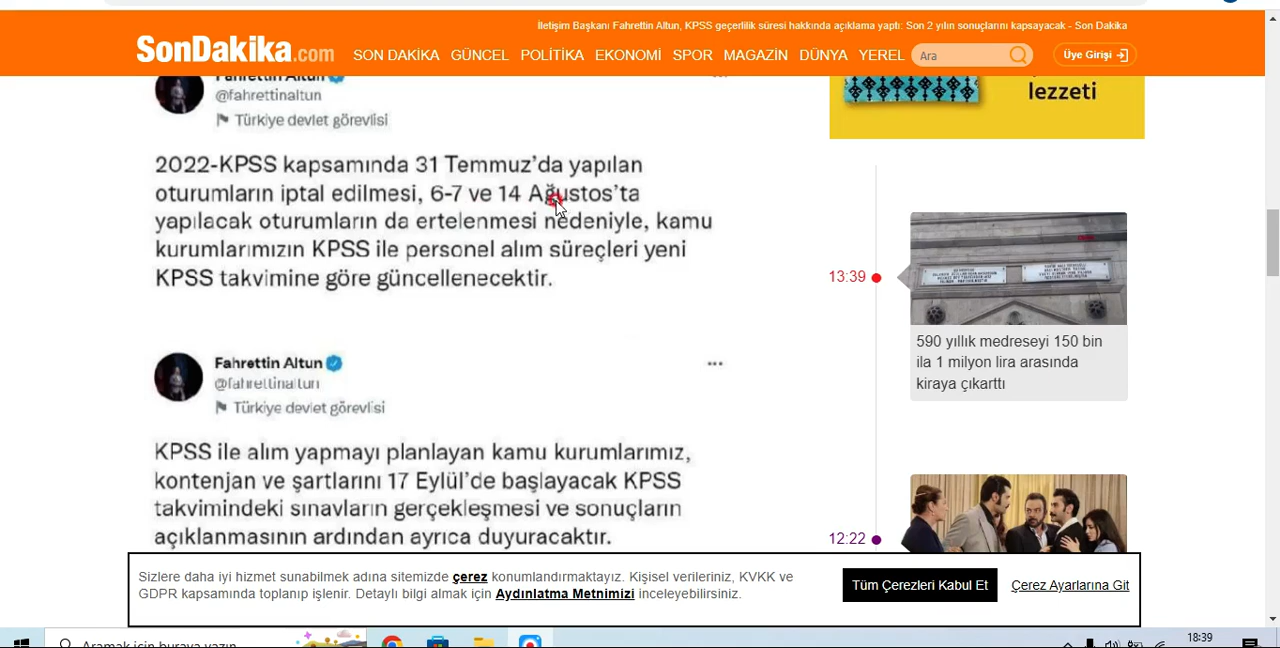 İletişim Başkanı Fahrettin Altun, KPSS geçerlilik süresi hakkında açıklama yaptı: Son 2 yılın sonuçlarını kapsayacak - Son Dakika
SonDakika.com SON DAKİKA GÜNCEL POLİTİKA EKONOMİ SPOR MAGAZİN DÜNYA YEREL Ara Üye Girişi
Fahrettin Altun
@fahrettinaltun
Türkiye devlet görevlisi
2022-KPSS kapsamında 31 Temmuz'da yapılan
oturumların iptal edilmesi, 6-7 ve 14 Ağustos'ta
yapılacak oturumların da ertelenmesi nedeniyle, kamu
kurumlarımızın KPSS ile personel alım süreçleri yeni
KPSS takvimine göre güncellenecektir.
Fahrettin Altun
@fahrettinaltun
Türkiye devlet görevlisi
KPSS ile alım yapmayı planlayan kamu kurumlarımız,
kontenjan ve şartlarını 17 Eylül'de başlayacak KPSS
takvimindeki sınavların gerçekleşmesi ve sonuçların
açıklanmasının ardından ayrıca duyuracaktır.
lezzeti
13:39
590 yıllık medreseyi 150 bin
ila 1 milyon lira arasında
kiraya çıkarttı
12:22
Sizlere daha iyi hizmet sunabilmek adına sitemizde çerez konumlandırmaktayız. Kişisel verileriniz, KVKK ve
GDPR kapsamında toplanıp işlenir. Detaylı bilgi almak için Aydınlatma Metnimizi inceleyebilirsiniz.
Tüm Çerezleri Kabul Et
Çerez Ayarlarına Git
Aramak için buraya yazın
18:39